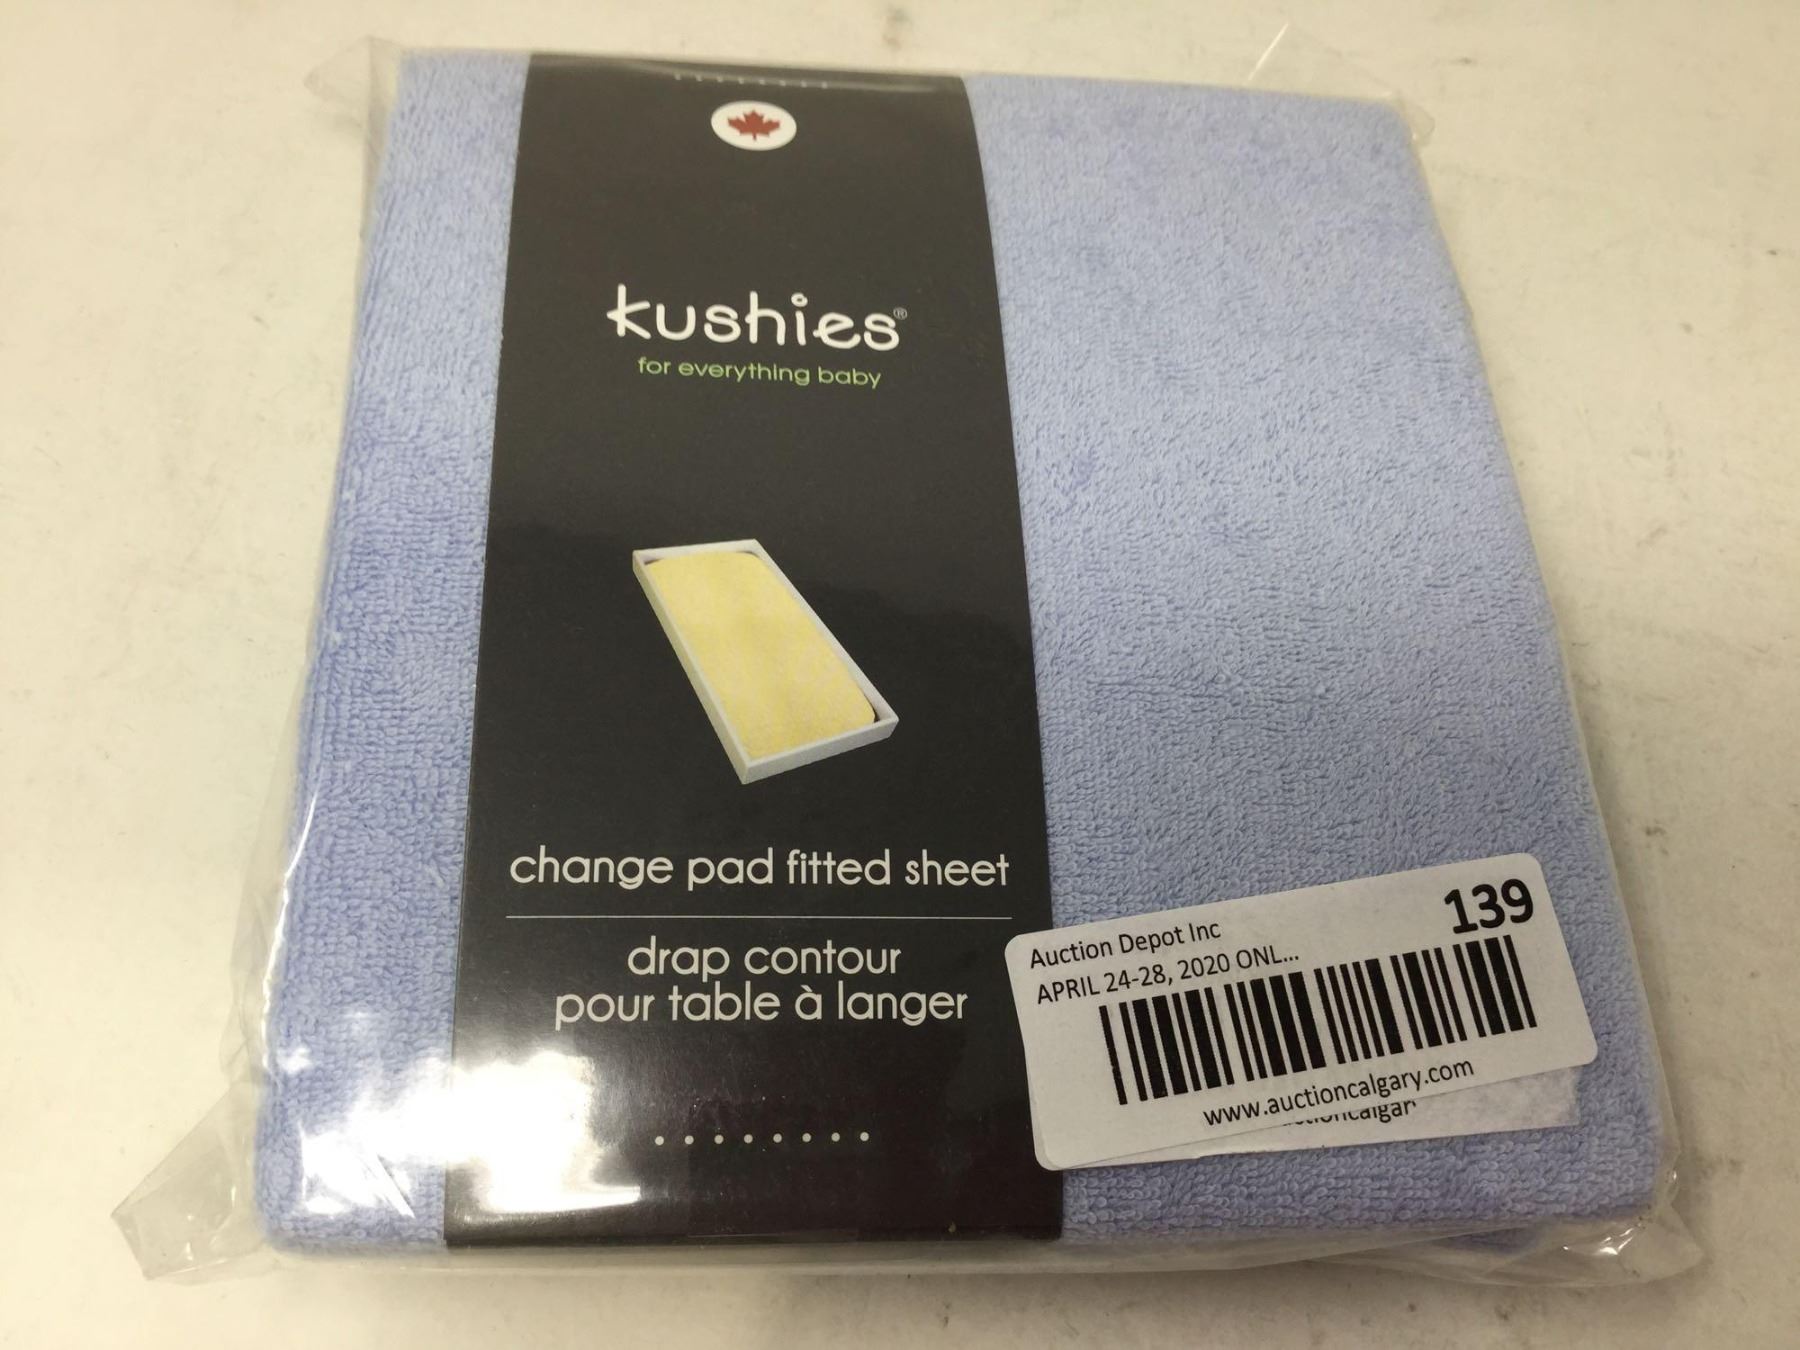 kushies®
for everything baby
change pad fitted sheet
drap contour
pour table à langer
139
Auction Depot Inc
APRIL 24-28, 2020 ONL...
www.auctioncalgary.com